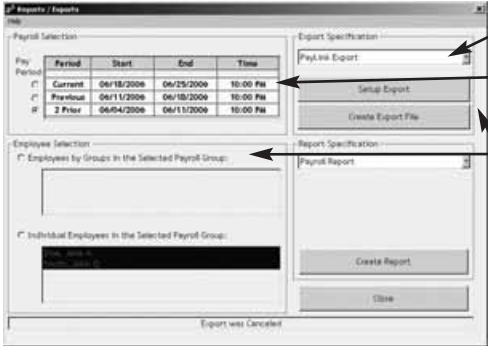 Reports / Exports
Help
Payroll Selection
Pay Period
Period Start End Time
Current 06/18/2006 06/25/2006 10:00 PM
Previous 06/11/2006 06/18/2006 10:00 PM
2 Prior 06/04/2006 06/11/2006 10:00 PM
Export Specification
PayLink Export
Setup Export
Create Export File
Employee Selection
Employees by Groups in the Selected Payroll Group:
Individual Employees in the Selected Payroll Group:
Report Specification
Payroll Report
Create Report
Close
Export was Canceled